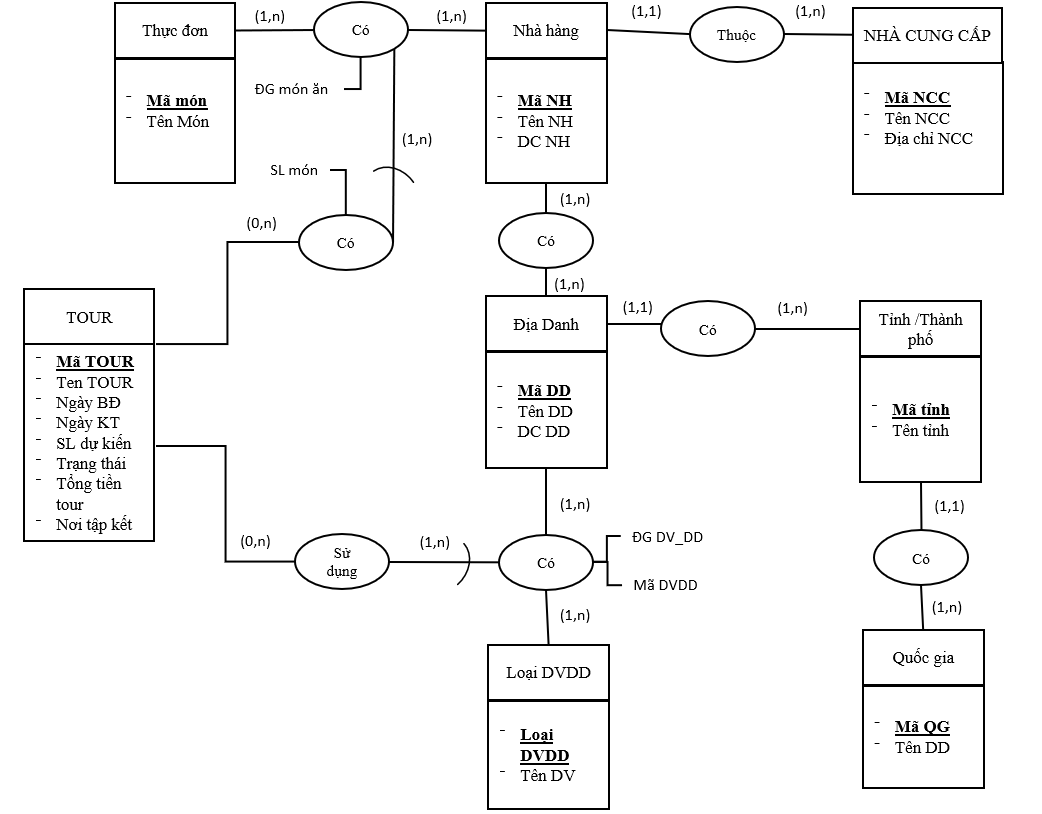 Thực đơn
- Mã món
- Tên Món
(1,n)
Có
(1,n)
ĐG món ăn
Nhà hàng
- Mã NH
- Tên NH
- DC NH
(1,1)
Thuộc
(1,n)
NHÀ CUNG CẤP
- Mã NCC
- Tên NCC
- Địa chỉ NCC
(1,n)
SL món
(0,n)
Có
(1,n)
Có
(1,n)
TOUR
- Mã TOUR
- Ten TOUR
- Ngày BĐ
- Ngày KT
- SL dự kiến
- Trạng thái
- Tổng tiền
tour
- Nơi tập kết
Địa Danh
- Mã DD
- Tên DD
- DC DD
(1,1)
Có
(1,n)
Tỉnh /Thành
phố
- Mã tỉnh
- Tên tỉnh
(1,n)
(1,1)
(0,n)
Sử
dụng
(1,n)
Có
ĐG DV_DD
Mã DVDD
Có
(1,n)
(1,n)
Loại DVDD
- Loại
DVDD
- Tên DV
Quốc gia
- Mã QG
- Tên DD